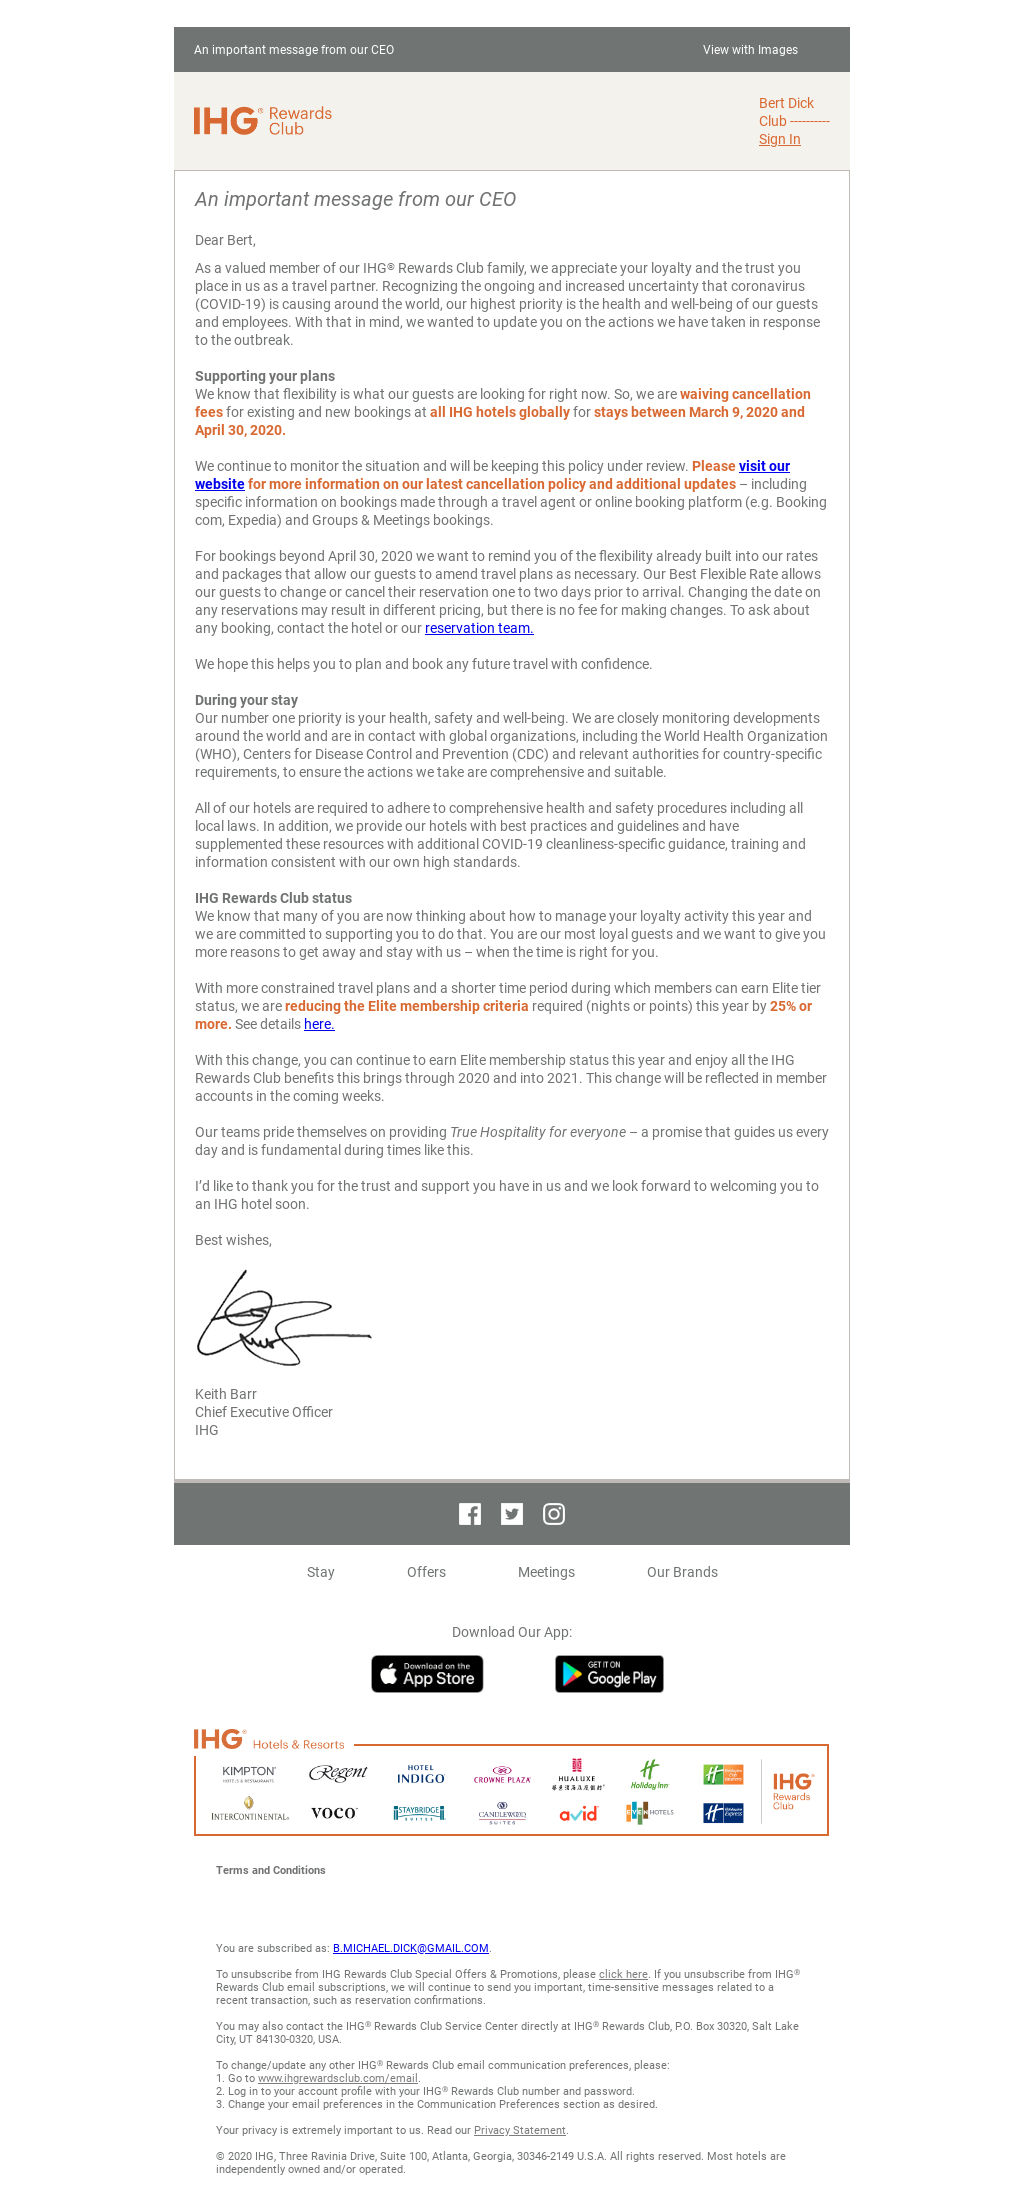 An important message from our CEO
View with Images
IHG® Rewards Club
Bert Dick
Club ----------
Sign In
An important message from our CEO
Dear Bert,
As a valued member of our IHG® Rewards Club family, we appreciate your loyalty and the trust you
place in us as a travel partner. Recognizing the ongoing and increased uncertainty that coronavirus
(COVID-19) is causing around the world, our highest priority is the health and well-being of our guests
and employees. With that in mind, we wanted to update you on the actions we have taken in response
to the outbreak.
Supporting your plans
We know that flexibility is what our guests are looking for right now. So, we are waiving cancellation
fees for existing and new bookings at all IHG hotels globally for stays between March 9, 2020 and
April 30, 2020.
We continue to monitor the situation and will be keeping this policy under review. Please visit our
website for more information on our latest cancellation policy and additional updates – including
specific information on bookings made through a travel agent or online booking platform (e.g. Booking
com, Expedia) and Groups & Meetings bookings.
For bookings beyond April 30, 2020 we want to remind you of the flexibility already built into our rates
and packages that allow our guests to amend travel plans as necessary. Our Best Flexible Rate allows
our guests to change or cancel their reservation one to two days prior to arrival. Changing the date on
any reservations may result in different pricing, but there is no fee for making changes. To ask about
any booking, contact the hotel or our reservation team.
We hope this helps you to plan and book any future travel with confidence.
During your stay
Our number one priority is your health, safety and well-being. We are closely monitoring developments
around the world and are in contact with global organizations, including the World Health Organization
(WHO), Centers for Disease Control and Prevention (CDC) and relevant authorities for country-specific
requirements, to ensure the actions we take are comprehensive and suitable.
All of our hotels are required to adhere to comprehensive health and safety procedures including all
local laws. In addition, we provide our hotels with best practices and guidelines and have
supplemented these resources with additional COVID-19 cleanliness-specific guidance, training and
information consistent with our own high standards.
IHG Rewards Club status
We know that many of you are now thinking about how to manage your loyalty activity this year and
we are committed to supporting you to do that. You are our most loyal guests and we want to give you
more reasons to get away and stay with us – when the time is right for you.
With more constrained travel plans and a shorter time period during which members can earn Elite tier
status, we are reducing the Elite membership criteria required (nights or points) this year by 25% or
more. See details here.
With this change, you can continue to earn Elite membership status this year and enjoy all the IHG
Rewards Club benefits this brings through 2020 and into 2021. This change will be reflected in member
accounts in the coming weeks.
Our teams pride themselves on providing True Hospitality for everyone – a promise that guides us every
day and is fundamental during times like this.
I’d like to thank you for the trust and support you have in us and we look forward to welcoming you to
an IHG hotel soon.
Best wishes,
Keith Barr
Chief Executive Officer
IHG
Stay Offers Meetings Our Brands
Download Our App:
Download on the
App Store
GET IT ON
Google Play
IHG® Hotels & Resorts
KIMPTON®
HOTELS & RESTAURANTS
Regent
HOTEL
INDIGO
CROWNE PLAZA
HUALUXE
Holiday Inn
Holiday Inn Club Vacations
INTERCONTINENTAL
VOCO
STAYBRIDGE
SUITES
CANDLEWOOD
SUITES
avid
EVEN HOTELS
Holiday Inn Express
IHG®
Rewards
Club
Terms and Conditions
You are subscribed as: B.MICHAEL.DICK@GMAIL.COM.
To unsubscribe from IHG Rewards Club Special Offers & Promotions, please click here. If you unsubscribe from IHG®
Rewards Club email subscriptions, we will continue to send you important, time-sensitive messages related to a
recent transaction, such as reservation confirmations.
You may also contact the IHG® Rewards Club Service Center directly at IHG® Rewards Club, P.O. Box 30320, Salt Lake
City, UT 84130-0320, USA.
To change/update any other IHG® Rewards Club email communication preferences, please:
1. Go to www.ihgrewardsclub.com/email.
2. Log in to your account profile with your IHG® Rewards Club number and password.
3. Change your email preferences in the Communication Preferences section as desired.
Your privacy is extremely important to us. Read our Privacy Statement.
© 2020 IHG, Three Ravinia Drive, Suite 100, Atlanta, Georgia, 30346-2149 U.S.A. All rights reserved. Most hotels are
independently owned and/or operated.